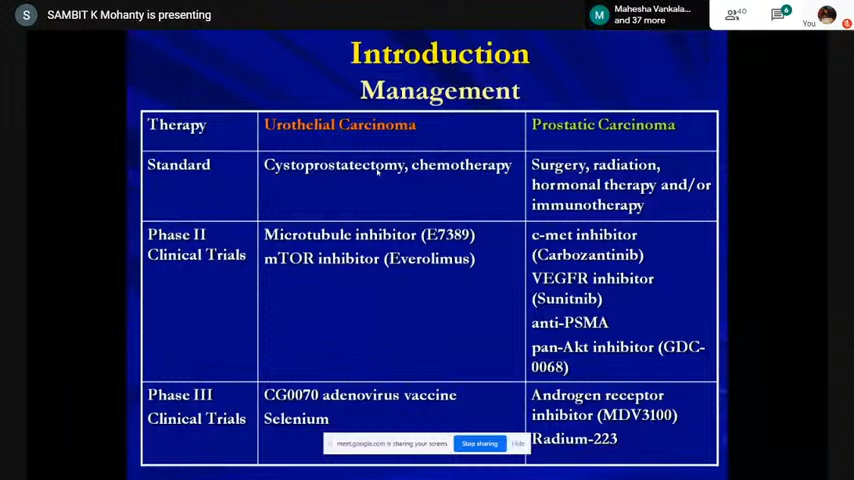 S SAMBIT K Mohanty is presenting
M Mahesha Vankala...
and 37 more
40
6
You
Introduction
Management
Therapy
Urothelial Carcinoma
Prostatic Carcinoma
Standard
Cystoprostatectomy, chemotherapy
Surgery, radiation,
hormonal therapy and/or
immunotherapy
Phase II
Clinical Trials
Microtubule inhibitor (E7389)
mTOR inhibitor (Everolimus)
c-met inhibitor
(Carbozantinib)
VEGFR inhibitor
(Sunitnib)
anti-PSMA
pan-Akt inhibitor (GDC-
0068)
Phase III
Clinical Trials
CG0070 adenovirus vaccine
Selenium
Androgen receptor
inhibitor (MDV3100)
Radium-223
meet.google.com is sharing your screen.
Stop sharing
Hide